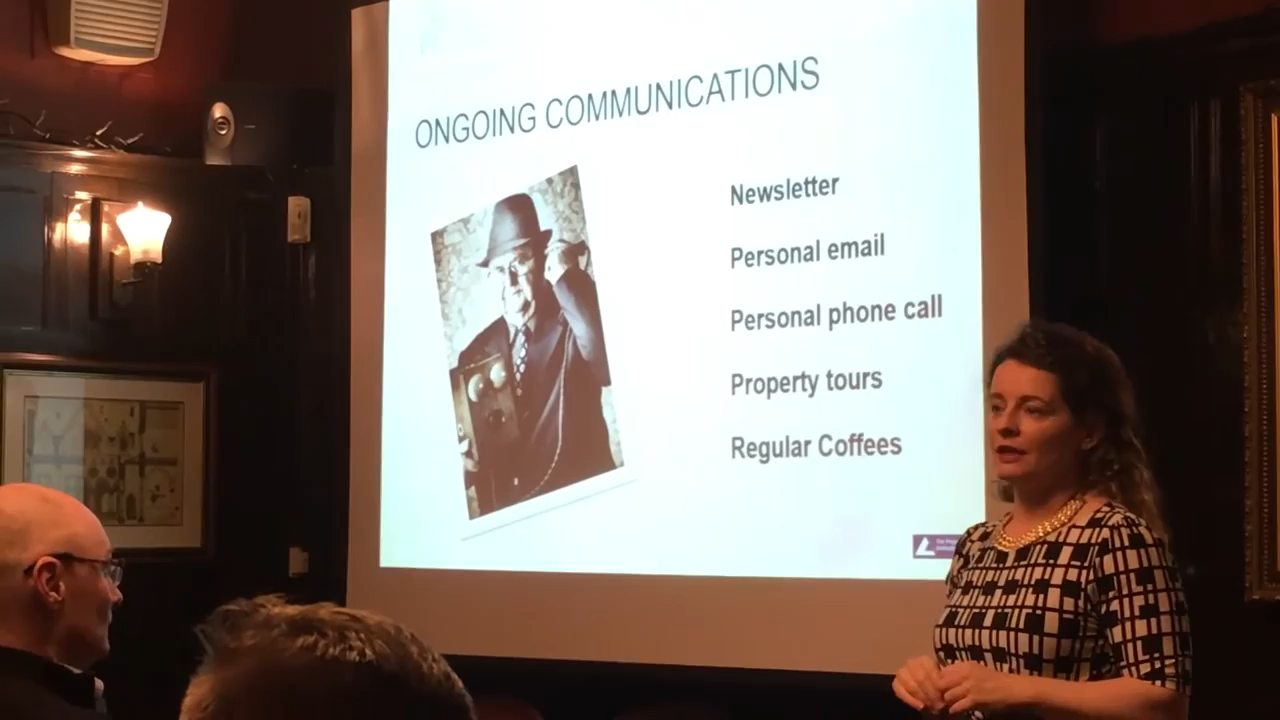 ONGOING COMMUNICATIONS
Newsletter
Personal email
Personal phone call
Property tours
Regular Coffees